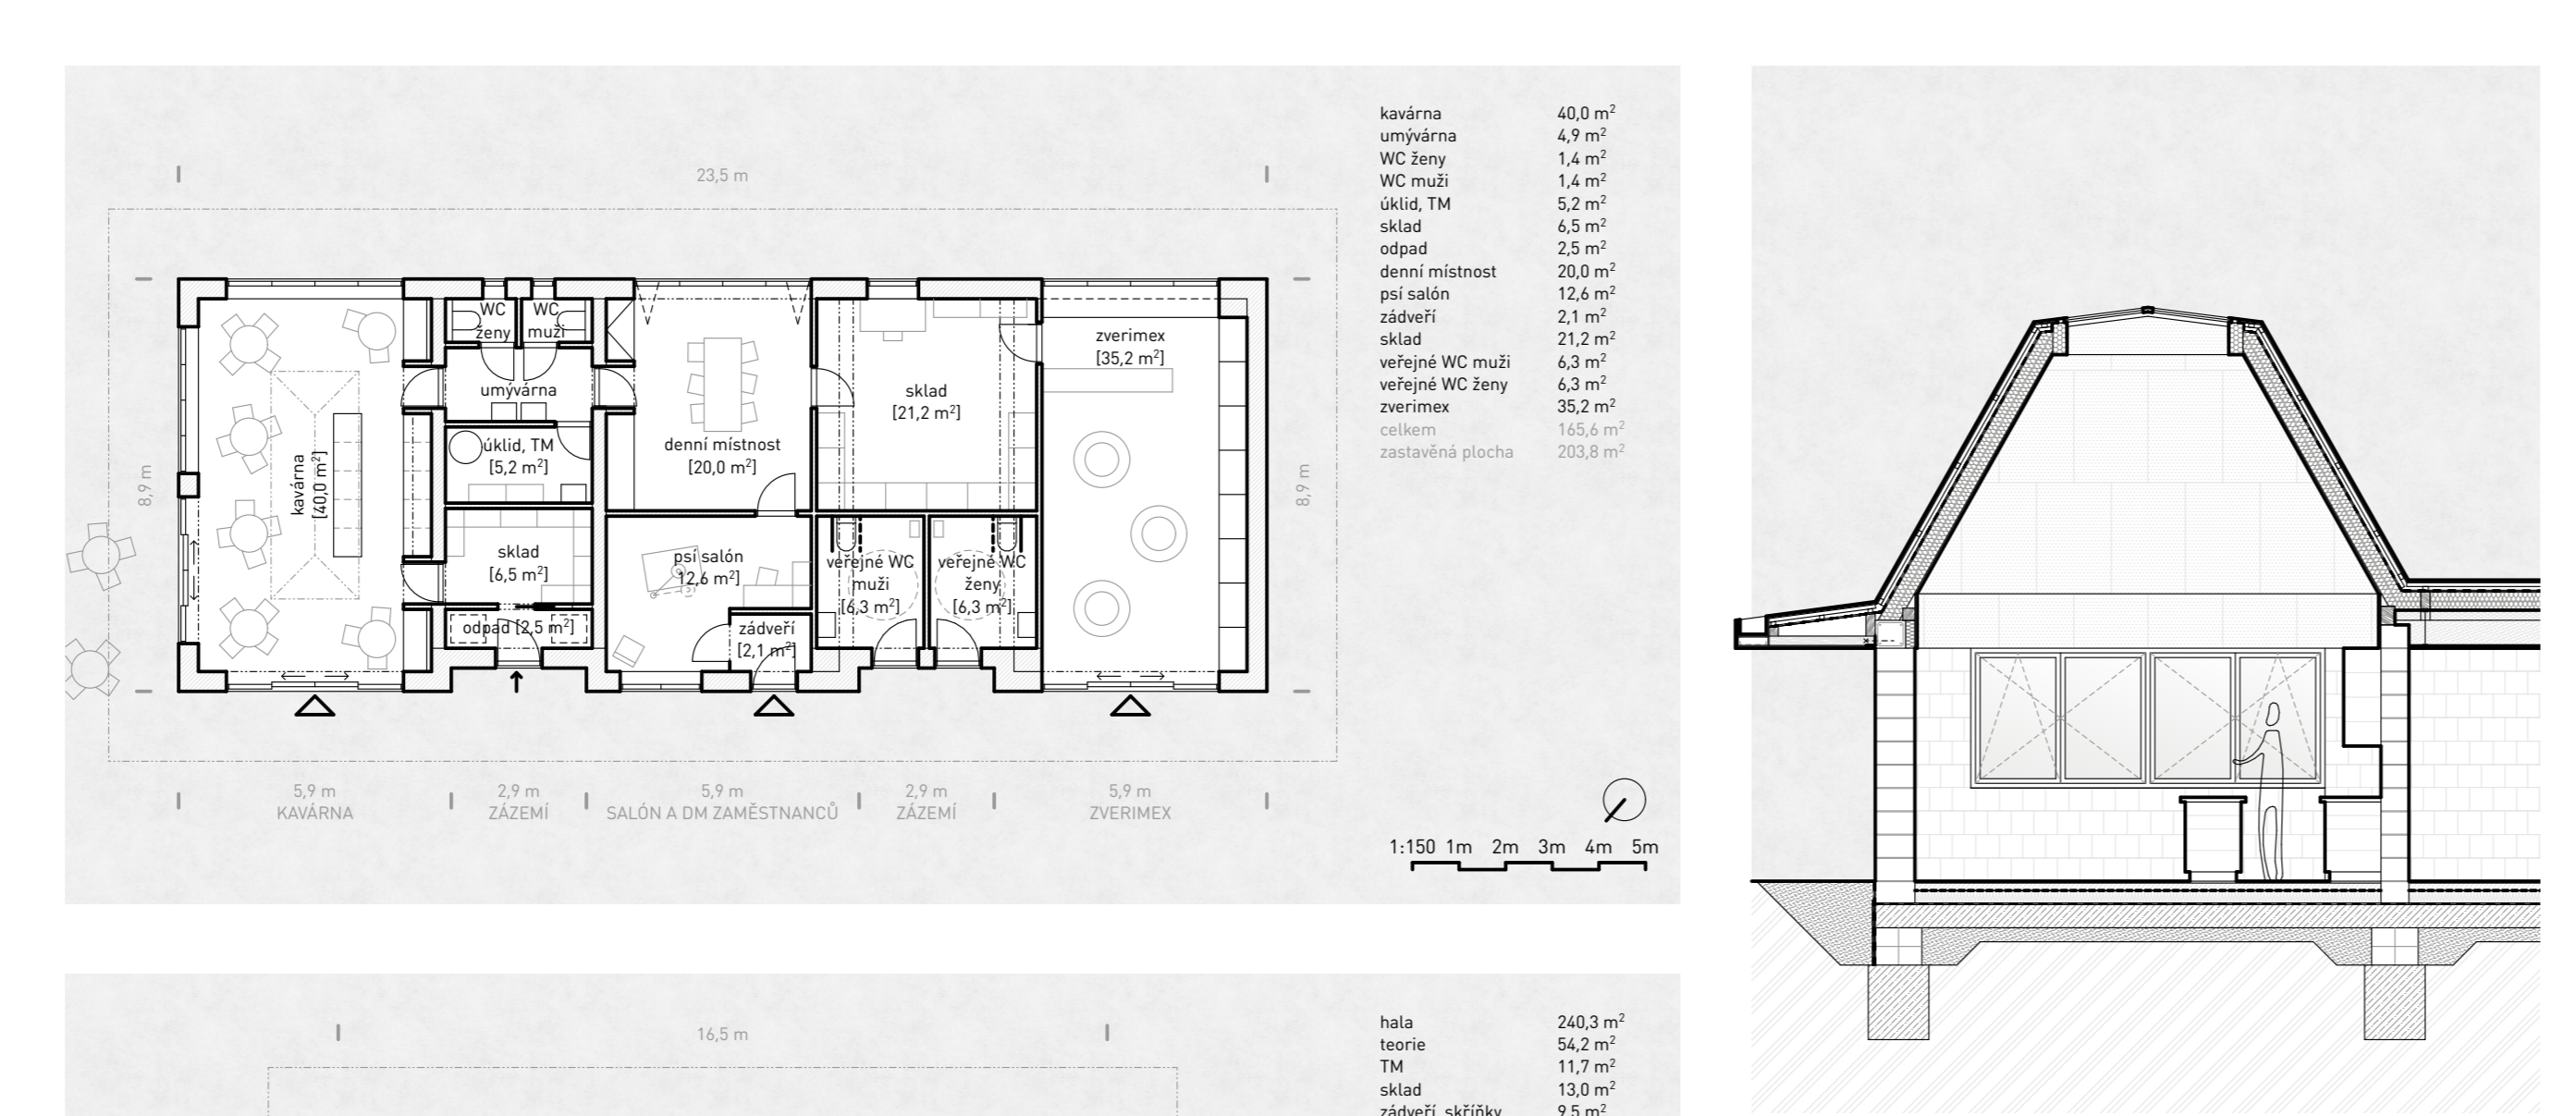 kavárna 40,0 m²
umývárna 4,9 m²
WC ženy 1,4 m²
WC muži 1,4 m²
úklid, TM 5,2 m²
sklad 6,5 m²
odpad 2,5 m²
denní místnost 20,0 m²
psí salón 12,6 m²
zádveří 2,1 m²
sklad 21,2 m²
veřejné WC muži 6,3 m²
veřejné WC ženy 6,3 m²
zverimex 35,2 m²
celkem 165,6 m²
zastavěná plocha 203,8 m²
23,5 m
8,9 m
8,9 m
WC
ženy
WC
muži
umývárna
úklid, TM
[5,2 m²]
kavárna
[40,0 m²]
sklad
[6,5 m²]
odpad [2,5 m²]
denní místnost
[20,0 m²]
psí salón
12,6 m²]
zádveří
[2,1 m²]
sklad
[21,2 m²]
veřejné WC
muži
[6,3 m²]
veřejné WC
ženy
[6,3 m²]
zverimex
[35,2 m²]
5,9 m
KAVÁRNA
2,9 m
ZÁZEMÍ
5,9 m
SALÓN A DM ZAMĚSTNANCŮ
2,9 m
ZÁZEMÍ
5,9 m
ZVERIMEX
1:150 1m 2m 3m 4m 5m
16,5 m
hala 240,3 m²
teorie 54,2 m²
TM 11,7 m²
sklad 13,0 m²
zádveří, skříňky 9,5 m²